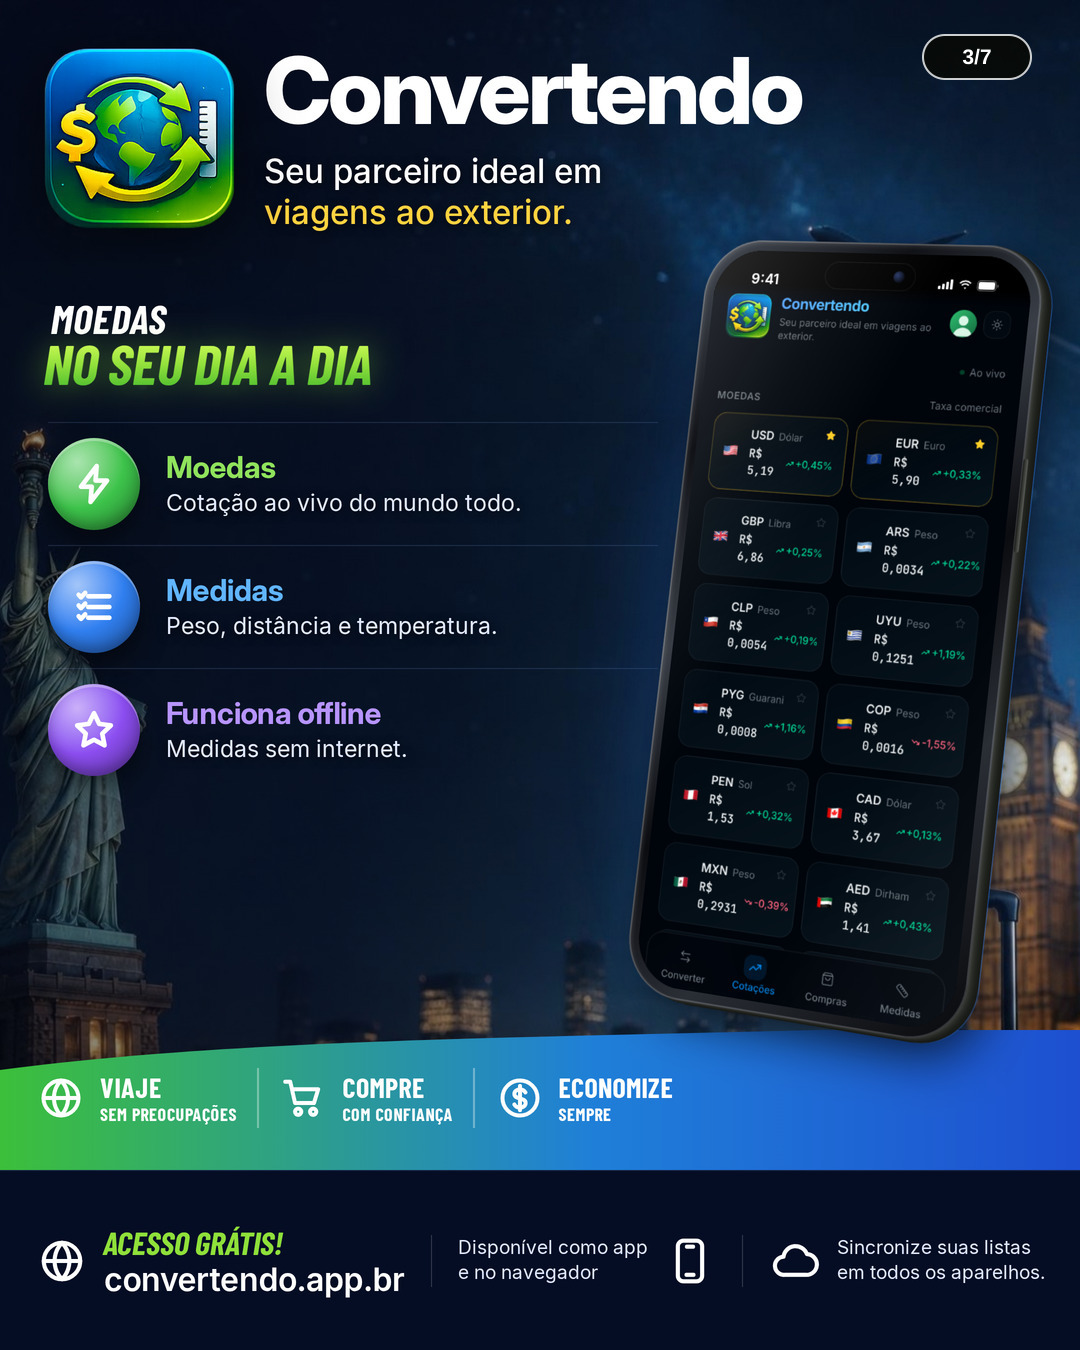 Convertendo
3/7
Seu parceiro ideal em
viagens ao exterior.
MOEDAS
NO SEU DIA A DIA
Moedas
Cotação ao vivo do mundo todo.
Medidas
Peso, distância e temperatura.
Funciona offline
Medidas sem internet.
9:41
Convertendo
Seu parceiro ideal em viagens ao
exterior.
Ao vivo
MOEDAS
Taxa comercial
USD Dólar
R$
5,19
+0,45%
EUR Euro
R$
5,90
+0,33%
GBP Libra
R$
6,86
+0,25%
ARS Peso
R$
0,0034
+0,22%
CLP Peso
R$
0,0054
+0,19%
UYU Peso
R$
0,1251
+1,19%
PYG Guarani
R$
0,0008
+1,16%
COP Peso
R$
0,0016
-1,55%
PEN Sol
R$
1,53
+0,32%
CAD Dólar
R$
3,67
+0,13%
MXN Peso
R$
0,2931
-0,39%
AED Dirham
R$
1,41
+0,43%
Converter
Cotações
Compras
Medidas
VIAJE
SEM PREOCUPAÇÕES
COMPRE
COM CONFIANÇA
ECONOMIZE
SEMPRE
ACESSO GRÁTIS!
convertendo.app.br
Disponível como app
e no navegador
Sincronize suas listas
em todos os aparelhos.